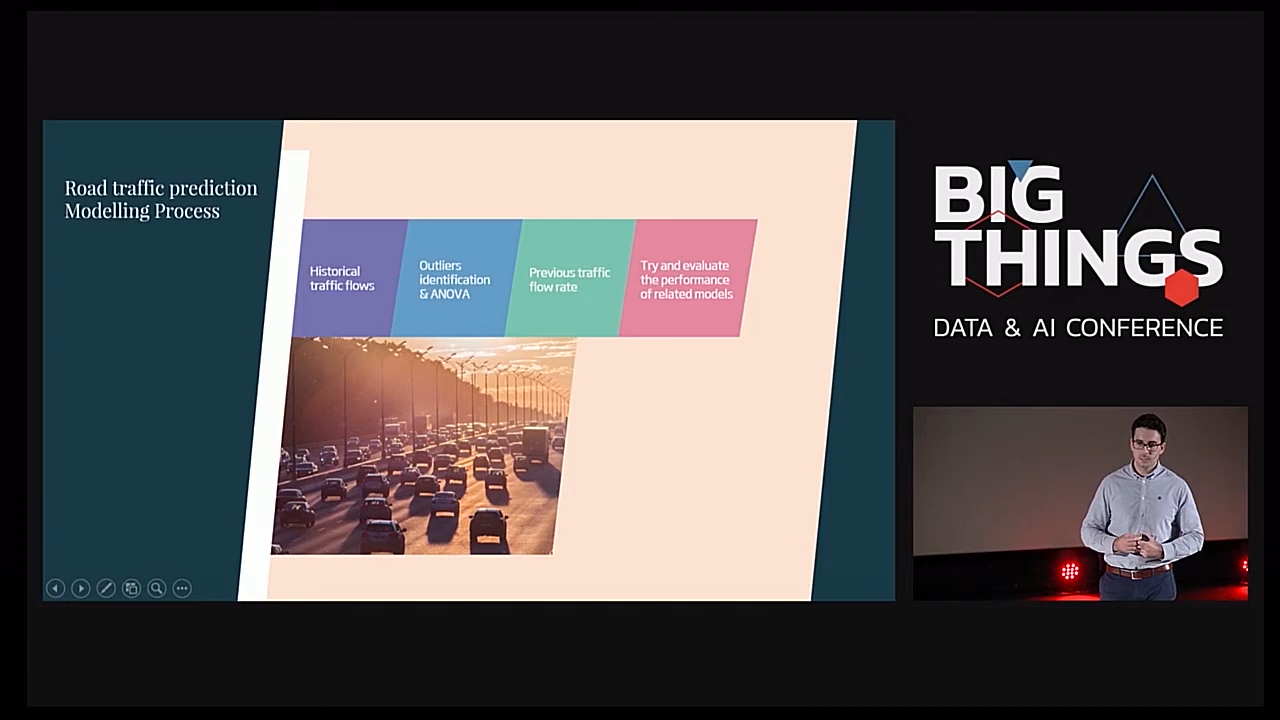 Road traffic prediction
Modelling Process
Historical
traffic flows
Outliers
identification
& ANOVA
Previous traffic
flow rate
Try and evaluate
the performance
of related models
BIG
THINGS
DATA & AI CONFERENCE